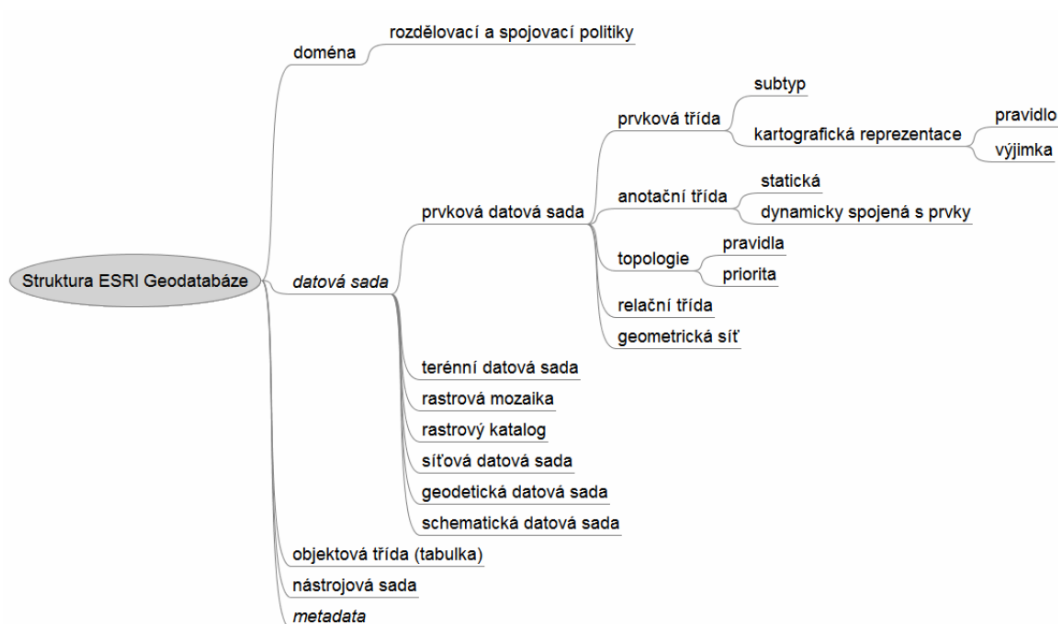 Struktura ESRI Geodatabáze
doména
rozdělovací a spojovací politiky
datová sada
prvková datová sada
prvková třída
subtyp
kartografická reprezentace
pravidlo
výjimka
anotační třída
statická
dynamicky spojená s prvky
topologie
pravidla
priorita
relační třída
geometrická síť
terénní datová sada
rastrová mozaika
rastrový katalog
síťová datová sada
geodetická datová sada
schematická datová sada
objektová třída (tabulka)
nástrojová sada
metadata